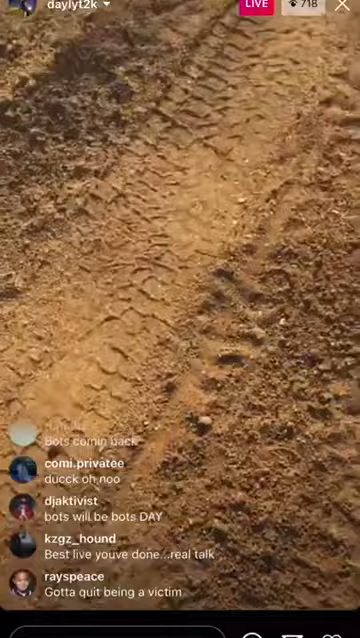 daylyt2k
LIVE
718
Bots comin back
comi.privatee
ducck oh noo
djaktivist
bots will be bots DAY
kzgz_hound
Best live youve done...real talk
rayspeace
Gotta quit being a victim